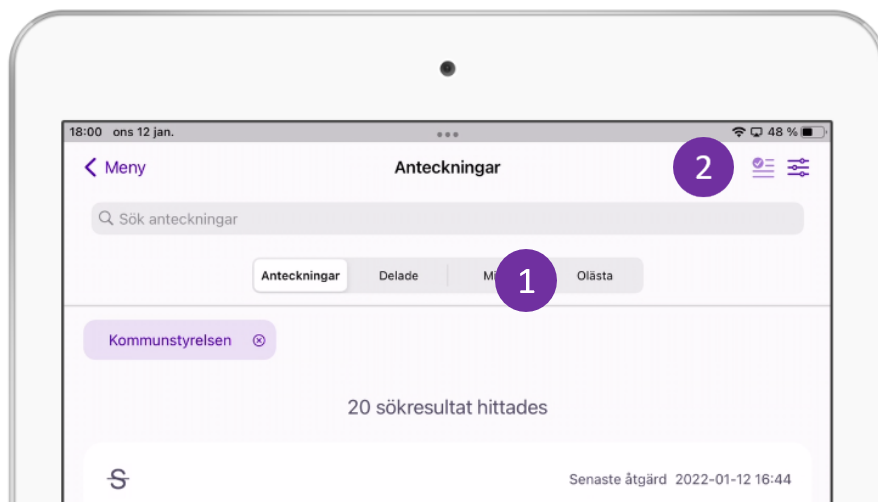 18:00 ons 12 jan. 48 %
Meny Anteckningar 2
Sök anteckningar
Anteckningar Delade 1 Olästa
Kommunstyrelsen
20 sökresultat hittades
S Senaste åtgärd 2022-01-12 16:44